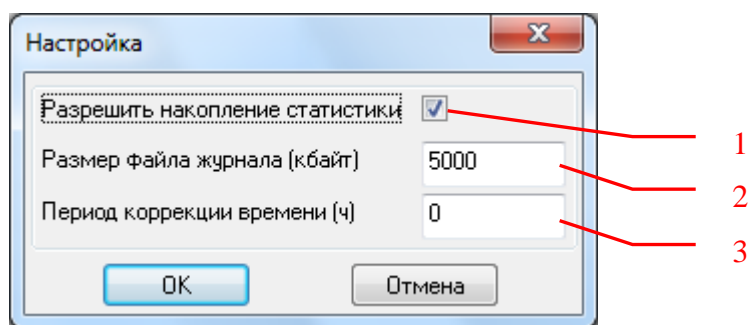 Настройка
Разрешить накопление статистики
1
Размер файла журнала (кбайт) 5000
2
Период коррекции времени (ч) 0
3
OK Отмена